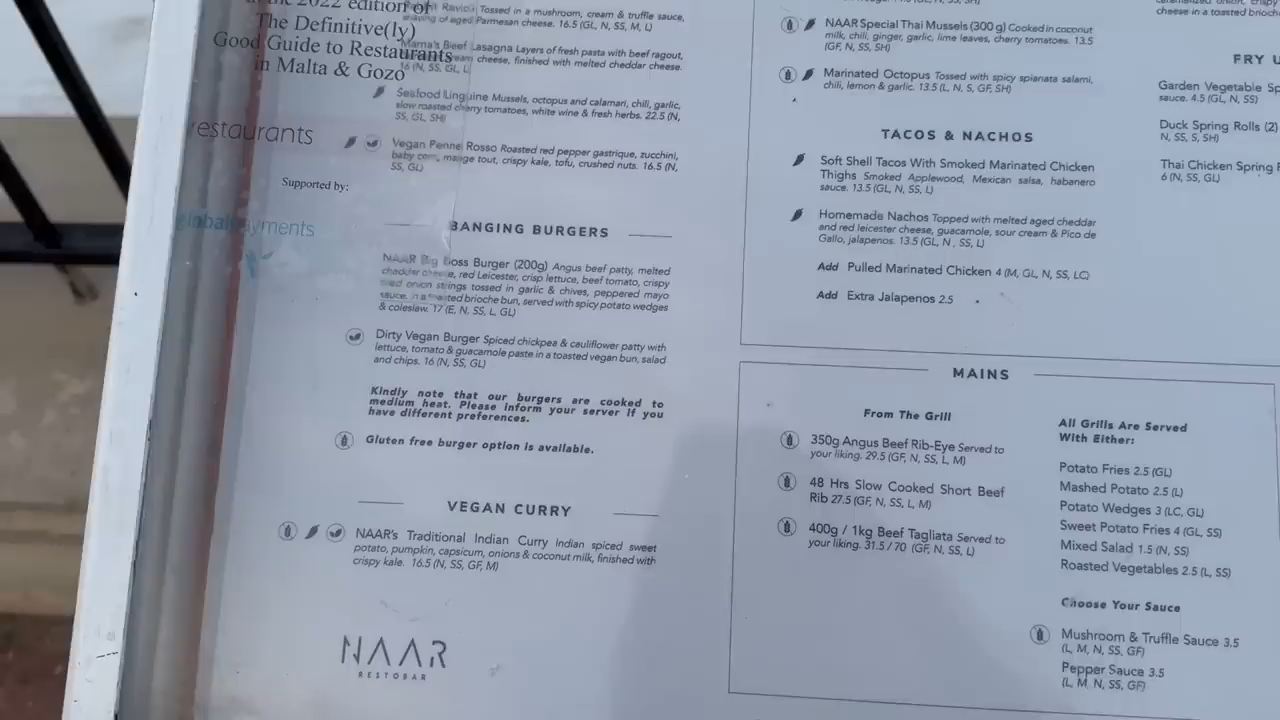 the 2022 edition of
The Definitive(ly)
Good Guide to Restaurants
in Malta & Gozo
restaurants
Supported by:
Tossed in a mushroom, cream & truffle sauce,
shaving of aged Parmesan cheese. 16.5 (GL, N, SS, M, L)
Mama's Beef Lasagna Layers of fresh pasta with beef ragout,
cream cheese, finished with melted cheddar cheese.
16 (N, SS, GL, L
Seafood Linguine Mussels, octopus and calamari, chili, garlic,
slow roasted cherry tomatoes, white wine & fresh herbs. 22.5 (N,
SS, GL, SH)
Vegan Penne Rosso Roasted red pepper gastrique, zucchini,
baby corn, mange tout, crispy kale, tofu, crushed nuts. 16.5 (N,
SS, GL)
BANGING BURGERS
NAAR Big Boss Burger (200g) Angus beef patty, melted
chaddar cheese, red Leicester, crisp lettuce, beef tomato, crispy
fried onion strings tossed in garlic & chives, peppered mayo
sauce, in a toasted brioche bun, served with spicy potato wedges
& coleslaw. 17 (E, N, SS, L, GL)
Dirty Vegan Burger Spiced chickpea & cauliflower patty with
lettuce, tomato & guacamole paste in a toasted vegan bun, salad
and chips. 16 (N, SS, GL)
Kindly note that our burgers are cooked to
medium heat. Please inform your server if you
have different preferences.
Gluten free burger option is available.
VEGAN CURRY
NAAR's Traditional Indian Curry Indian spiced sweet
potato, pumpkin, capsicum, onions & coconut milk, finished with
crispy kale. 16.5 (N, SS, GF, M)
NAAR
RESTOBAR
NAAR Special Thai Mussels (300 g) Cooked in coconut
milk, chili, ginger, garlic, lime leaves, cherry tomatoes. 13.5
(GF, N, SS, SH)
Marinated Octopus Tossed with spicy spianata salami,
chili, lemon & garlic. 13.5 (L, N, S, GF, SH)
TACOS & NACHOS
Soft Shell Tacos With Smoked Marinated Chicken
Thighs Smoked Applewood, Mexican salsa, habanero
sauce. 13.5 (GL, N, SS, L)
Homemade Nachos Topped with melted aged cheddar
and red leicester cheese, guacamole, sour cream & Pico de
Gallo, jalapenos. 13.5 (GL, N , SS, L)
Add Pulled Marinated Chicken 4 (M, GL, N, SS, LC)
Add Extra Jalapenos 2.5
MAINS
From The Grill
350g Angus Beef Rib-Eye Served to
your liking. 29.5 (GF, N, SS, L, M)
48 Hrs Slow Cooked Short Beef
Rib 27.5 (GF, N, SS, L, M)
400g / 1kg Beef Tagliata Served to
your liking. 31.5 / 70 (GF, N, SS, L)
All Grills Are Served
With Either:
Potato Fries 2.5 (GL)
Mashed Potato 2.5 (L)
Potato Wedges 3 (LC, GL)
Sweet Potato Fries 4 (GL, SS)
Mixed Salad 1.5 (N, SS)
Roasted Vegetables 2.5 (L, SS)
Choose Your Sauce
Mushroom & Truffle Sauce 3.5
(L, M, N, SS, GF)
Pepper Sauce 3.5
(L, M, N, SS, GF)
cheese in a toasted brioche
FRY U
Garden Vegetable Sp
sauce. 4.5 (GL, N, SS)
Duck Spring Rolls (2)
N, SS, S, SH)
Thai Chicken Spring
6 (N, SS, GL)